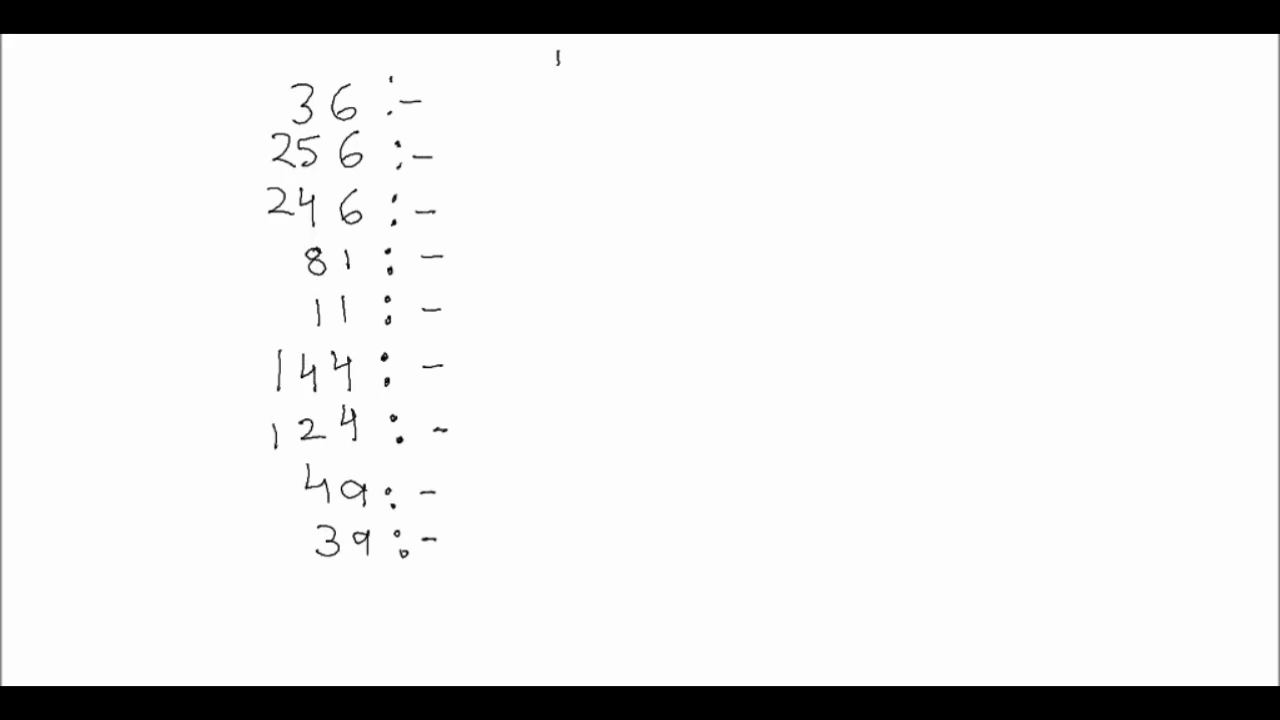 36 :-
256 :-
246 :-
81 : -
11 : -
144 : -
124 : -
49 : -
39 : -